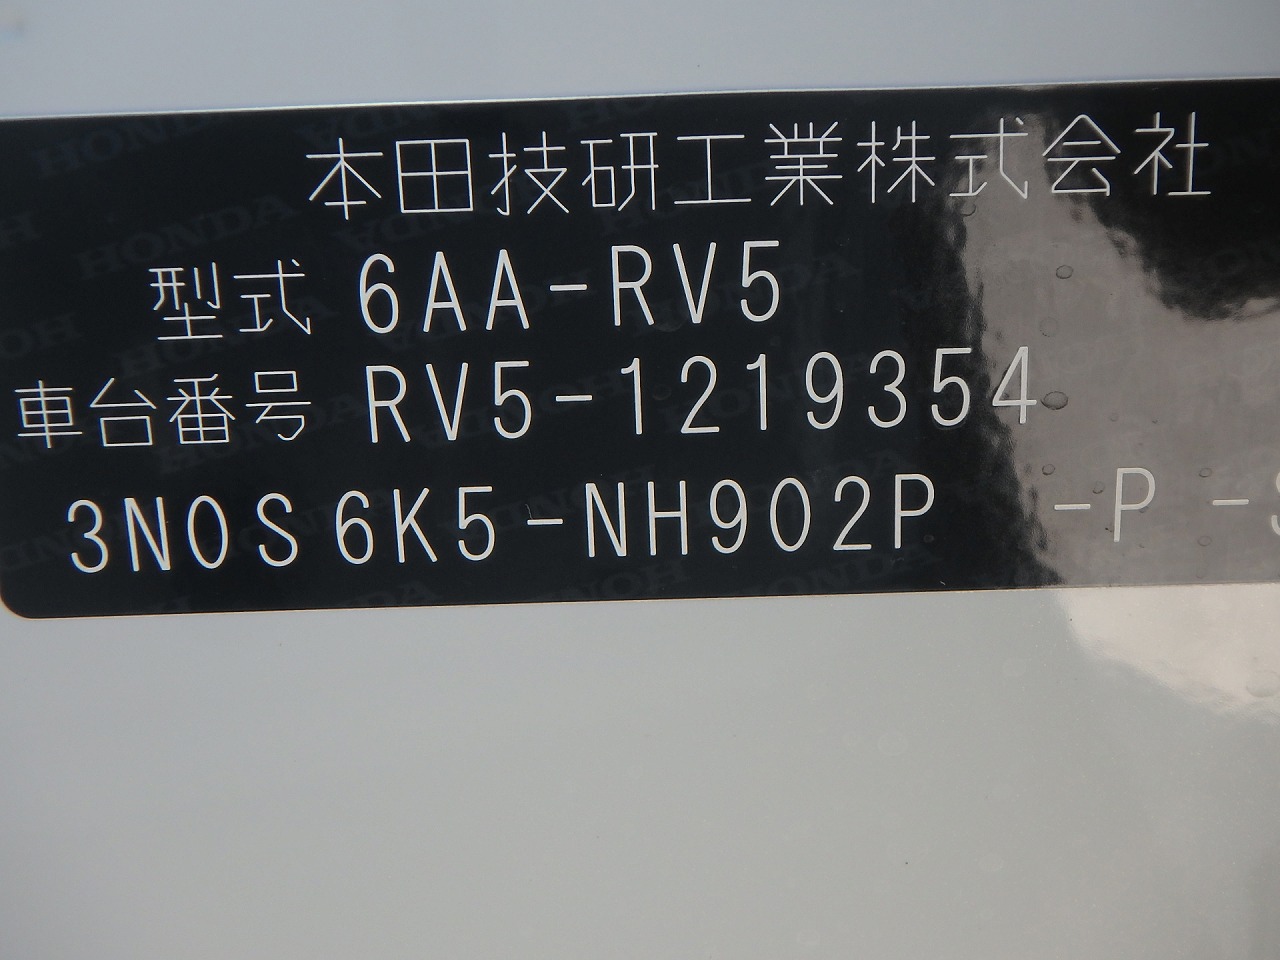 本田技研工業株式会社
型式 6AA-RV5
車台番号 RV5-1219354
3N0S 6K5-NH902P -P -